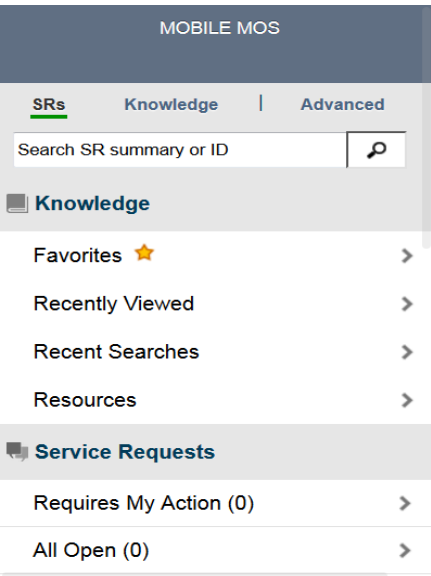 MOBILE MOS
SRs Knowledge | Advanced
Search SR summary or ID
Knowledge
Favorites
Recently Viewed
Recent Searches
Resources
Service Requests
Requires My Action (0)
All Open (0)